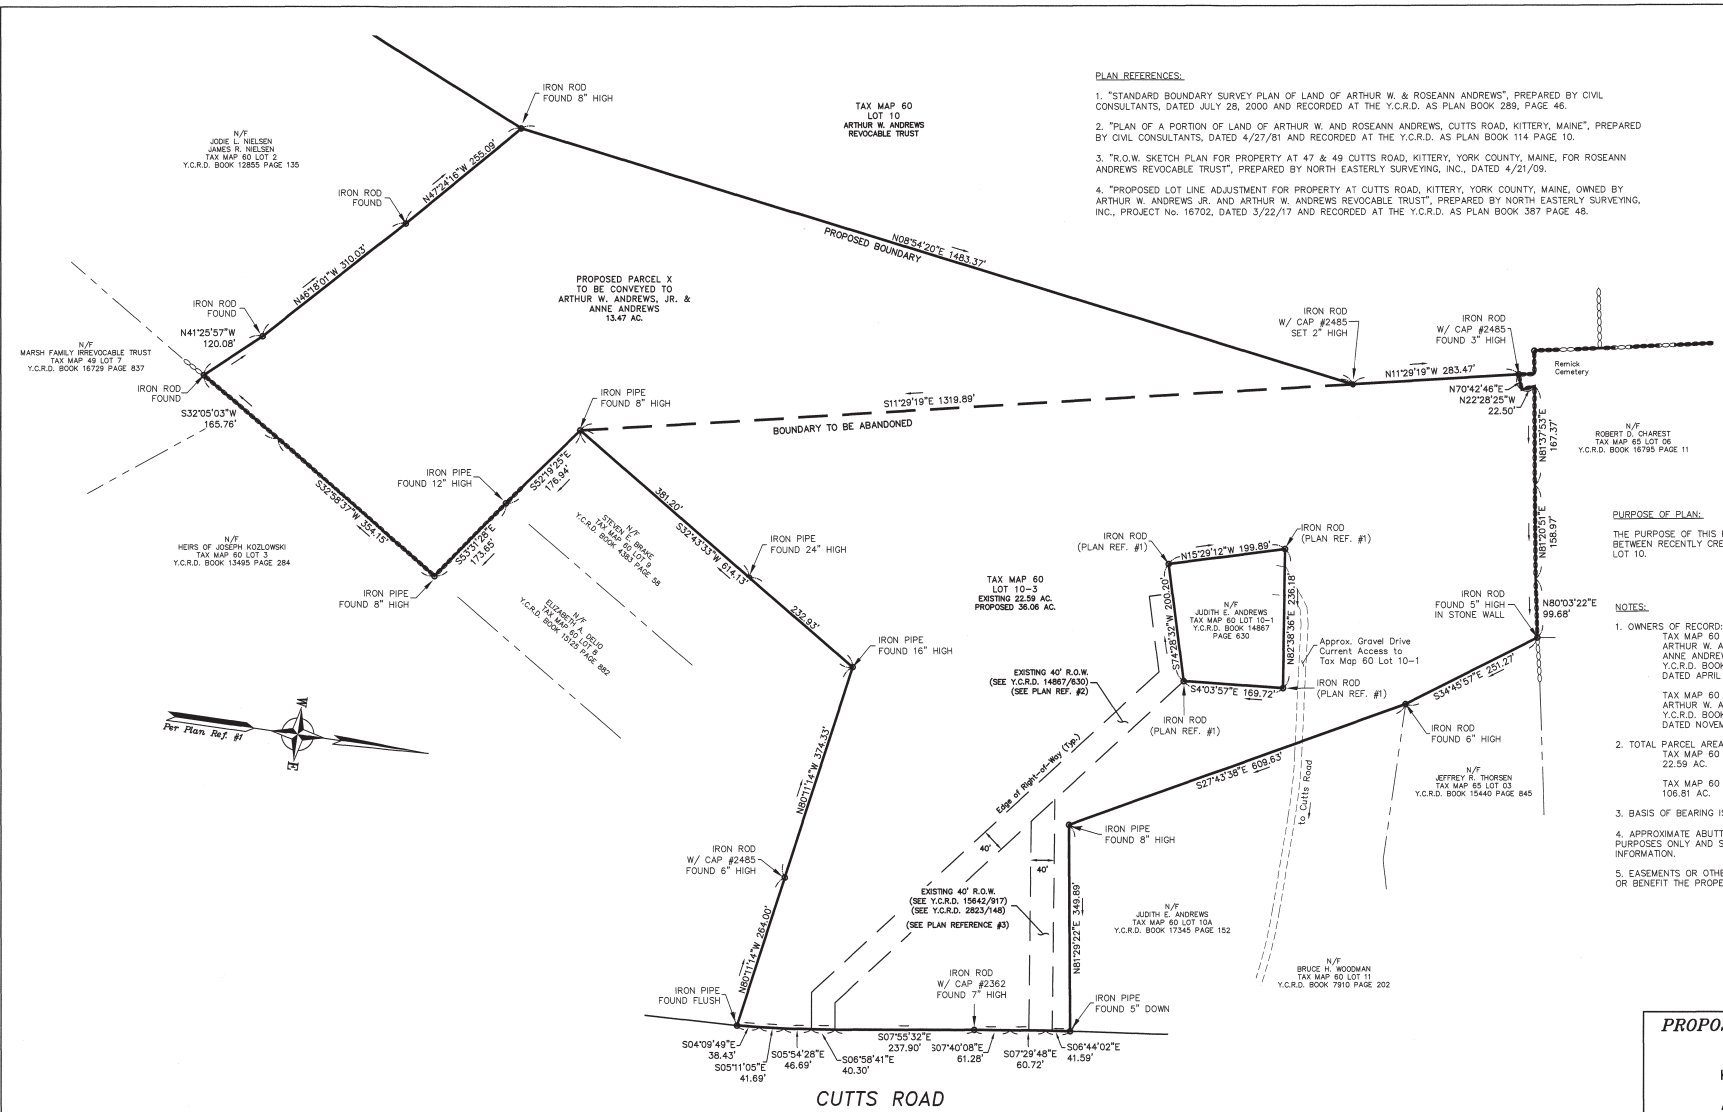 IRON ROD
FOUND 8" HIGH
N/F
JODIE L. NIELSEN
JAMES R. NIELSEN
TAX MAP 60 LOT 2
Y.C.R.D. BOOK 12855 PAGE 135
TAX MAP 60
LOT 10
ARTHUR W. ANDREWS
REVOCABLE TRUST
PLAN REFERENCES:
1. "STANDARD BOUNDARY SURVEY PLAN OF LAND OF ARTHUR W. & ROSEANN ANDREWS", PREPARED BY CIVIL
CONSULTANTS, DATED JULY 28, 2000 AND RECORDED AT THE Y.C.R.D. AS PLAN BOOK 289, PAGE 46.
2. "PLAN OF A PORTION OF LAND OF ARTHUR W. AND ROSEANN ANDREWS, CUTTS ROAD, KITTERY, MAINE", PREPARED
BY CIVIL CONSULTANTS, DATED 4/27/81 AND RECORDED AT THE Y.C.R.D. AS PLAN BOOK 114 PAGE 10.
3. "R.O.W. SKETCH PLAN FOR PROPERTY AT 47 & 49 CUTTS ROAD, KITTERY, YORK COUNTY, MAINE, FOR ROSEANN
ANDREWS REVOCABLE TRUST", PREPARED BY NORTH EASTERLY SURVEYING, INC., DATED 4/21/09.
4. "PROPOSED LOT LINE ADJUSTMENT FOR PROPERTY AT CUTTS ROAD, KITTERY, YORK COUNTY, MAINE, OWNED BY
ARTHUR W. ANDREWS JR. AND ARTHUR W. ANDREWS REVOCABLE TRUST", PREPARED BY NORTH EASTERLY SURVEYING,
INC., PROJECT No. 16702, DATED 3/22/17 AND RECORDED AT THE Y.C.R.D. AS PLAN BOOK 387 PAGE 48.
N47°24'16"W 255.09'
IRON ROD
FOUND
N46°18'01"W 310.03'
IRON ROD
FOUND
N41°25'57"W
120.08'
N/F
MARSH FAMILY IRREVOCABLE TRUST
TAX MAP 49 LOT 7
Y.C.R.D. BOOK 16729 PAGE 837
IRON ROD
FOUND
S32°05'03"W
165.76'
S32°58'37"W 354.15'
N/F
HEIRS OF JOSEPH KOZLOWSKI
TAX MAP 60 LOT 3
Y.C.R.D. BOOK 13495 PAGE 284
PROPOSED PARCEL X
TO BE CONVEYED TO
ARTHUR W. ANDREWS, JR. &
ANNE ANDREWS
13.47 AC.
N08°54'20"E 1483.37'
PROPOSED BOUNDARY
IRON ROD
W/ CAP #2485
SET 2" HIGH
IRON ROD
W/ CAP #2485
FOUND 3" HIGH
N11°29'19"W 283.47'
N70°42'46"E
N22°28'25"W
22.50'
Remick
Cemetery
S11°29'19"E 1319.89'
BOUNDARY TO BE ABANDONED
IRON PIPE
FOUND 8" HIGH
IRON PIPE
FOUND 12" HIGH
S52°19'25"E
176.94'
S53°31'28"E
173.65'
IRON PIPE
FOUND 8" HIGH
N/F
STEVEN E. BRAKE
TAX MAP 60 LOT 9
Y.C.R.D. BOOK 4383 PAGE 58
N/F
ELIZABETH A. DELIO
TAX MAP 60 LOT 8
Y.C.R.D. BOOK 15125 PAGE 882
381.20'
S32°43'33"W 614.13'
232.93'
IRON PIPE
FOUND 24" HIGH
IRON PIPE
FOUND 16" HIGH
N81°37'53"E
167.37'
N81°20'51"E
158.97'
N80°03'22"E
99.68'
N/F
ROBERT D. CHAREST
TAX MAP 65 LOT 06
Y.C.R.D. BOOK 16795 PAGE 11
PURPOSE OF PLAN:
THE PURPOSE OF THIS
BETWEEN RECENTLY CRE
LOT 10.
NOTES:
1. OWNERS OF RECORD:
TAX MAP 60
ARTHUR W. A
ANNE ANDREW
Y.C.R.D. BOOK
DATED APRIL
TAX MAP 60
ARTHUR W. A
Y.C.R.D. BOOK
DATED NOVEM
2. TOTAL PARCEL AREA
TAX MAP 60
22.59 AC.
TAX MAP 60
106.81 AC.
3. BASIS OF BEARING IS
4. APPROXIMATE ABUTT
PURPOSES ONLY AND S
INFORMATION.
5. EASEMENTS OR OTHE
OR BENEFIT THE PROPE
TAX MAP 60
LOT 10-3
EXISTING 22.59 AC.
PROPOSED 36.06 AC.
IRON ROD
(PLAN REF. #1)
IRON ROD
(PLAN REF. #1)
N15°29'12"W 199.89'
S74°28'32"W 200.20'
N/F
JUDITH E. ANDREWS
TAX MAP 60 LOT 10-1
Y.C.R.D. BOOK 14867
PAGE 630
N82°38'36"E 236.18'
S4°03'57"E 169.72'
IRON ROD
(PLAN REF. #1)
IRON ROD
(PLAN REF. #1)
Approx. Gravel Drive
Current Access to
Tax Map 60 Lot 10-1
IRON ROD
FOUND 5" HIGH
IN STONE WALL
S34°45'57"E 251.27'
IRON ROD
FOUND 6" HIGH
S27°43'38"E 609.63'
to Cutts Road
N/F
JEFFREY R. THORSEN
TAX MAP 65 LOT 03
Y.C.R.D. BOOK 15440 PAGE 845
EXISTING 40' R.O.W.
(SEE Y.C.R.D. 14867/630)
(SEE PLAN REF. #2)
Edge of Right-of-Way (Typ.)
40'
40'
W
E
Per Plan Ref. #1
N80°11'14"W 374.33'
IRON ROD
W/ CAP #2485
FOUND 6" HIGH
N80°11'14"W 264.00'
IRON PIPE
FOUND FLUSH
EXISTING 40' R.O.W.
(SEE Y.C.R.D. 15642/917)
(SEE Y.C.R.D. 2823/148)
(SEE PLAN REFERENCE #3)
IRON PIPE
FOUND 8" HIGH
N81°29'22"E 349.89'
N/F
JUDITH E. ANDREWS
TAX MAP 60 LOT 10A
Y.C.R.D. BOOK 17345 PAGE 152
N/F
BRUCE H. WOODMAN
TAX MAP 60 LOT 11
Y.C.R.D. BOOK 7910 PAGE 202
IRON ROD
W/ CAP #2362
FOUND 7" HIGH
IRON PIPE
FOUND 5" DOWN
S04°09'49"E
38.43'
S05°11'05"E
41.69'
S05°54'28"E
46.69'
S06°58'41"E
40.30'
S07°55'32"E
237.90'
S07°40'08"E
61.28'
S07°29'48"E
60.72'
S06°44'02"E
41.59'
CUTTS ROAD
PROPOS